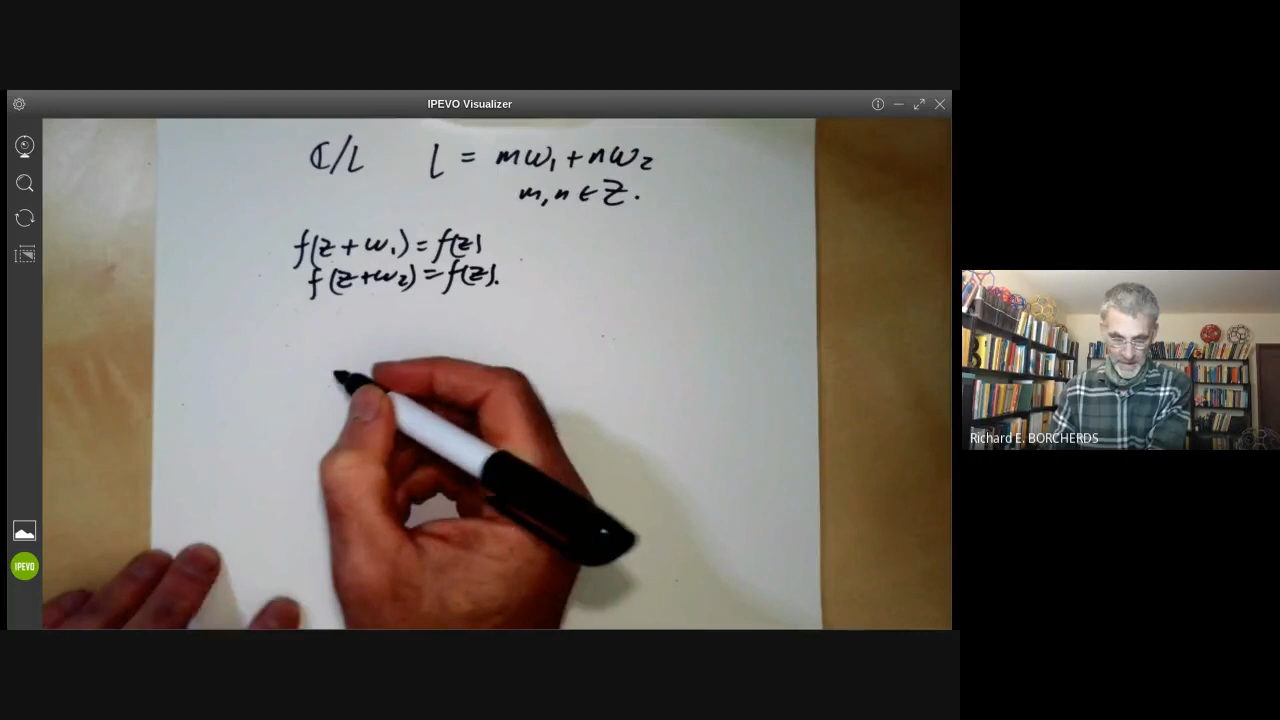 IPEVO Visualizer
ℂ/L L = mω₁ + nω₂
m, n ∈ Z.
f(z + ω₁) = f(z)
f(z + ω₂) = f(z).
IPEVO
Richard E. BORCHERDS